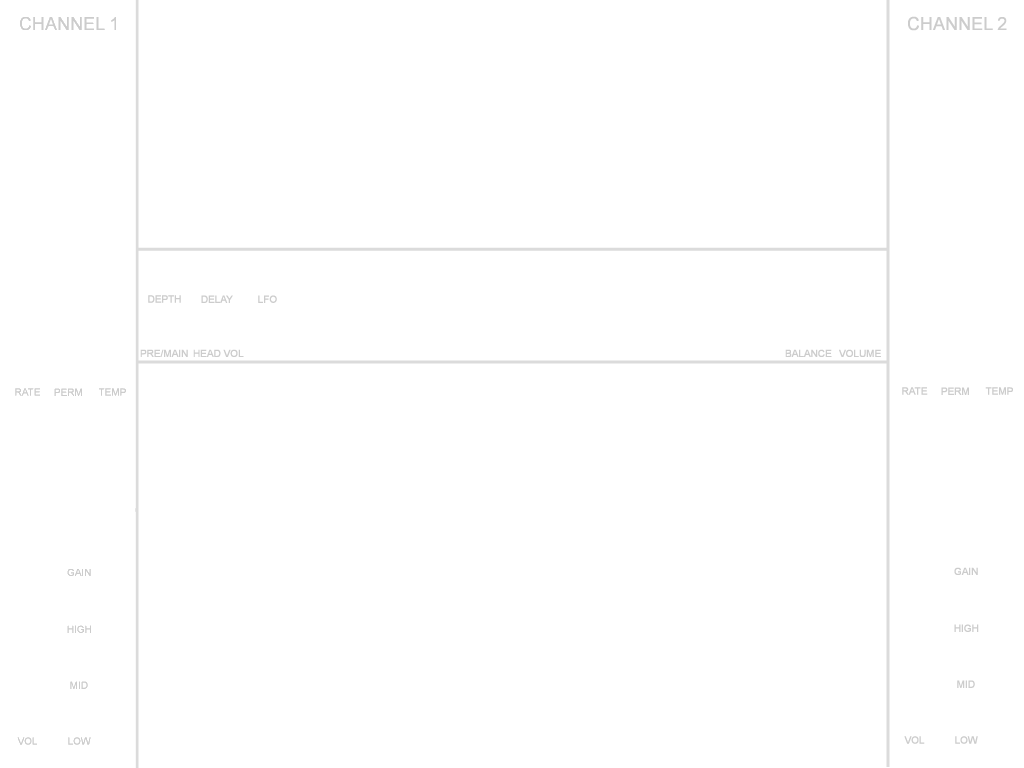 CHANNEL 1
CHANNEL 2
DEPTH DELAY LFO
PRE/MAIN HEAD VOL BALANCE VOLUME
RATE PERM TEMP
RATE PERM TEMP
GAIN
GAIN
HIGH
HIGH
MID
MID
VOL LOW
VOL LOW